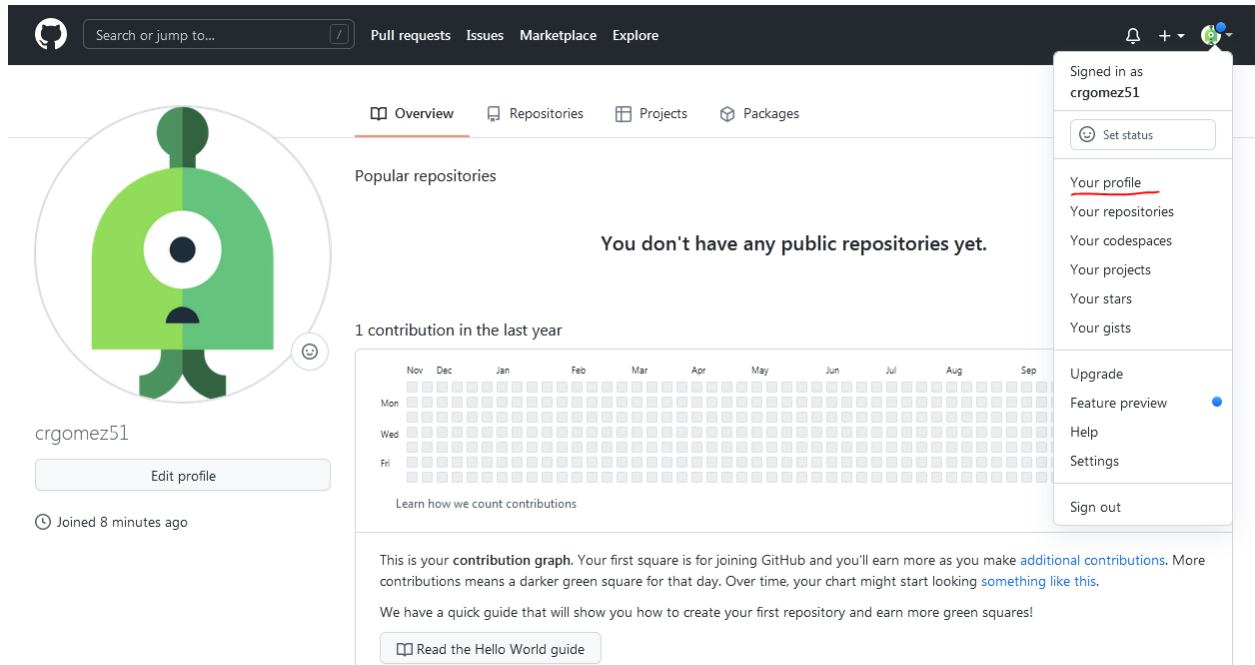 Search or jump to...
/
Pull requests
Issues
Marketplace
Explore
Signed in as
crgomez51
Set status
Your profile
Your repositories
Your codespaces
Your projects
Your stars
Your gists
Upgrade
Feature preview
Help
Settings
Sign out
crgomez51
Edit profile
Joined 8 minutes ago
Overview
Repositories
Projects
Packages
Popular repositories
You don't have any public repositories yet.
1 contribution in the last year
Nov Dec Jan Feb Mar Apr May Jun Jul Aug Sep
Mon
Wed
Fri
Learn how we count contributions
This is your contribution graph. Your first square is for joining GitHub and you'll earn more as you make additional contributions. More
contributions means a darker green square for that day. Over time, your chart might start looking something like this.
We have a quick guide that will show you how to create your first repository and earn more green squares!
Read the Hello World guide